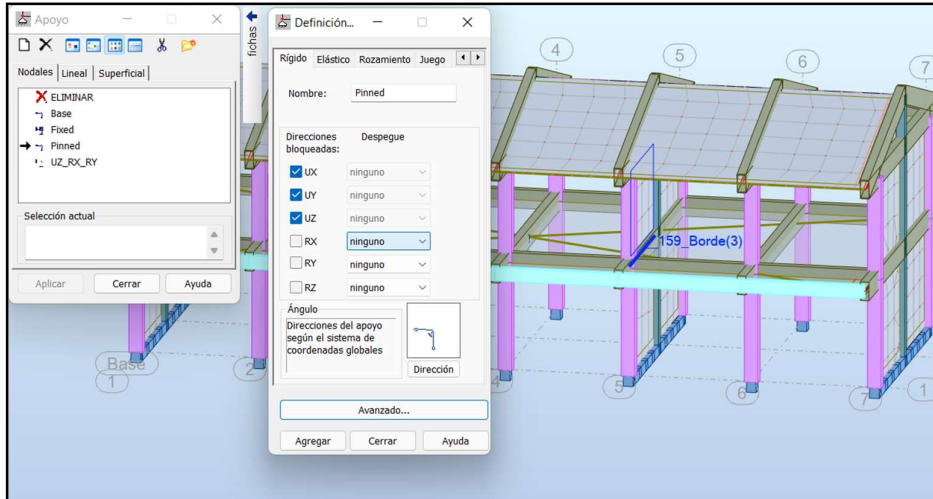 Apoyo
Nodales
Lineal
Superficial
ELIMINAR
Base
Fixed
Pinned
UZ_RX_RY
Selección actual
Aplicar
Cerrar
Ayuda
fichas
Definición...
Rígido
Elástico
Rozamiento
Juego
Nombre:
Pinned
Direcciones
bloqueadas:
Despegue
UX
ninguno
UY
ninguno
UZ
ninguno
RX
ninguno
RY
ninguno
RZ
ninguno
Ángulo
Direcciones del apoyo
según el sistema de
coordenadas globales
Dirección
Avanzado...
Agregar
Cerrar
Ayuda
4
5
6
7
159_Borde(3)
Base
1
2
4
5
6
7
1